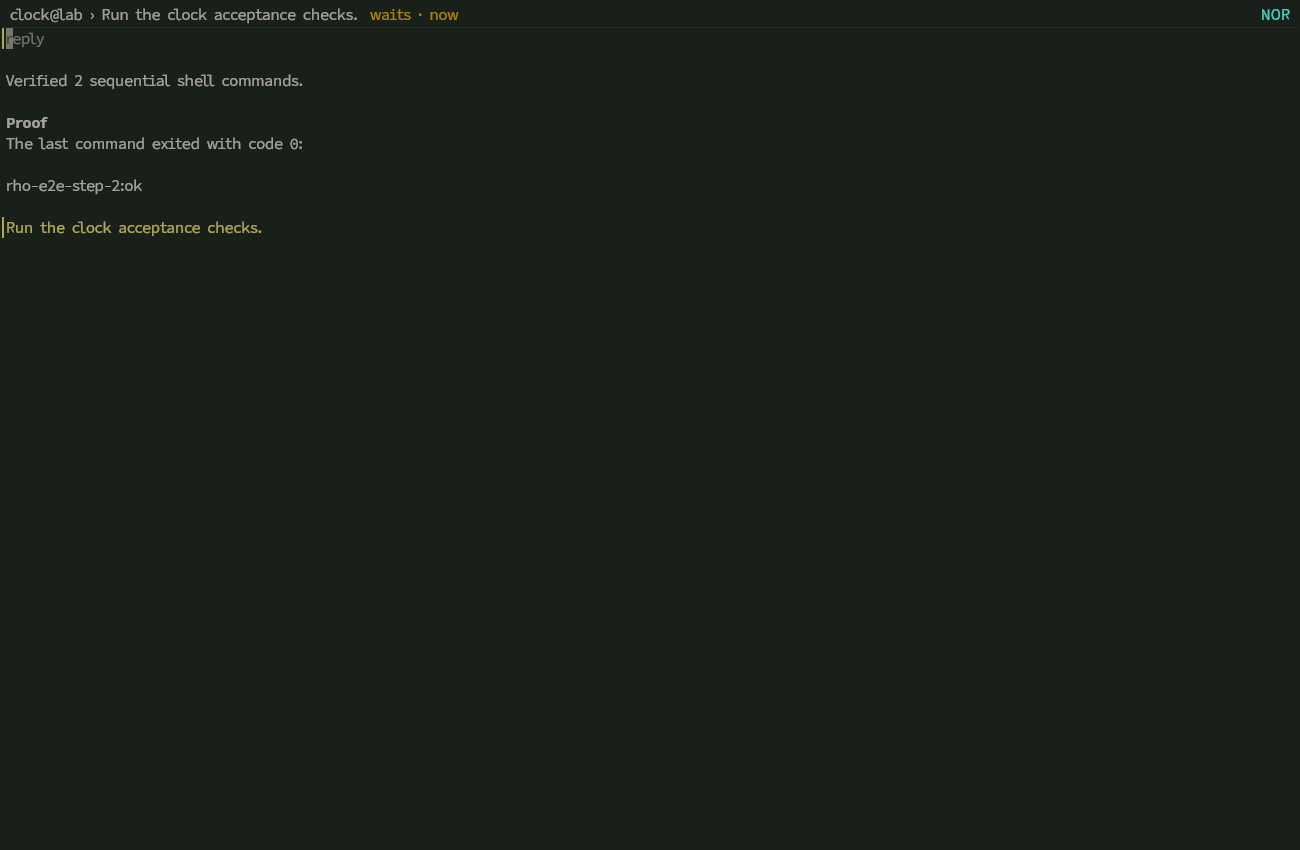 clock@lab › Run the clock acceptance checks. waits · now NOR
reply
Verified 2 sequential shell commands.
Proof
The last command exited with code 0:
rho-e2e-step-2:ok
Run the clock acceptance checks.